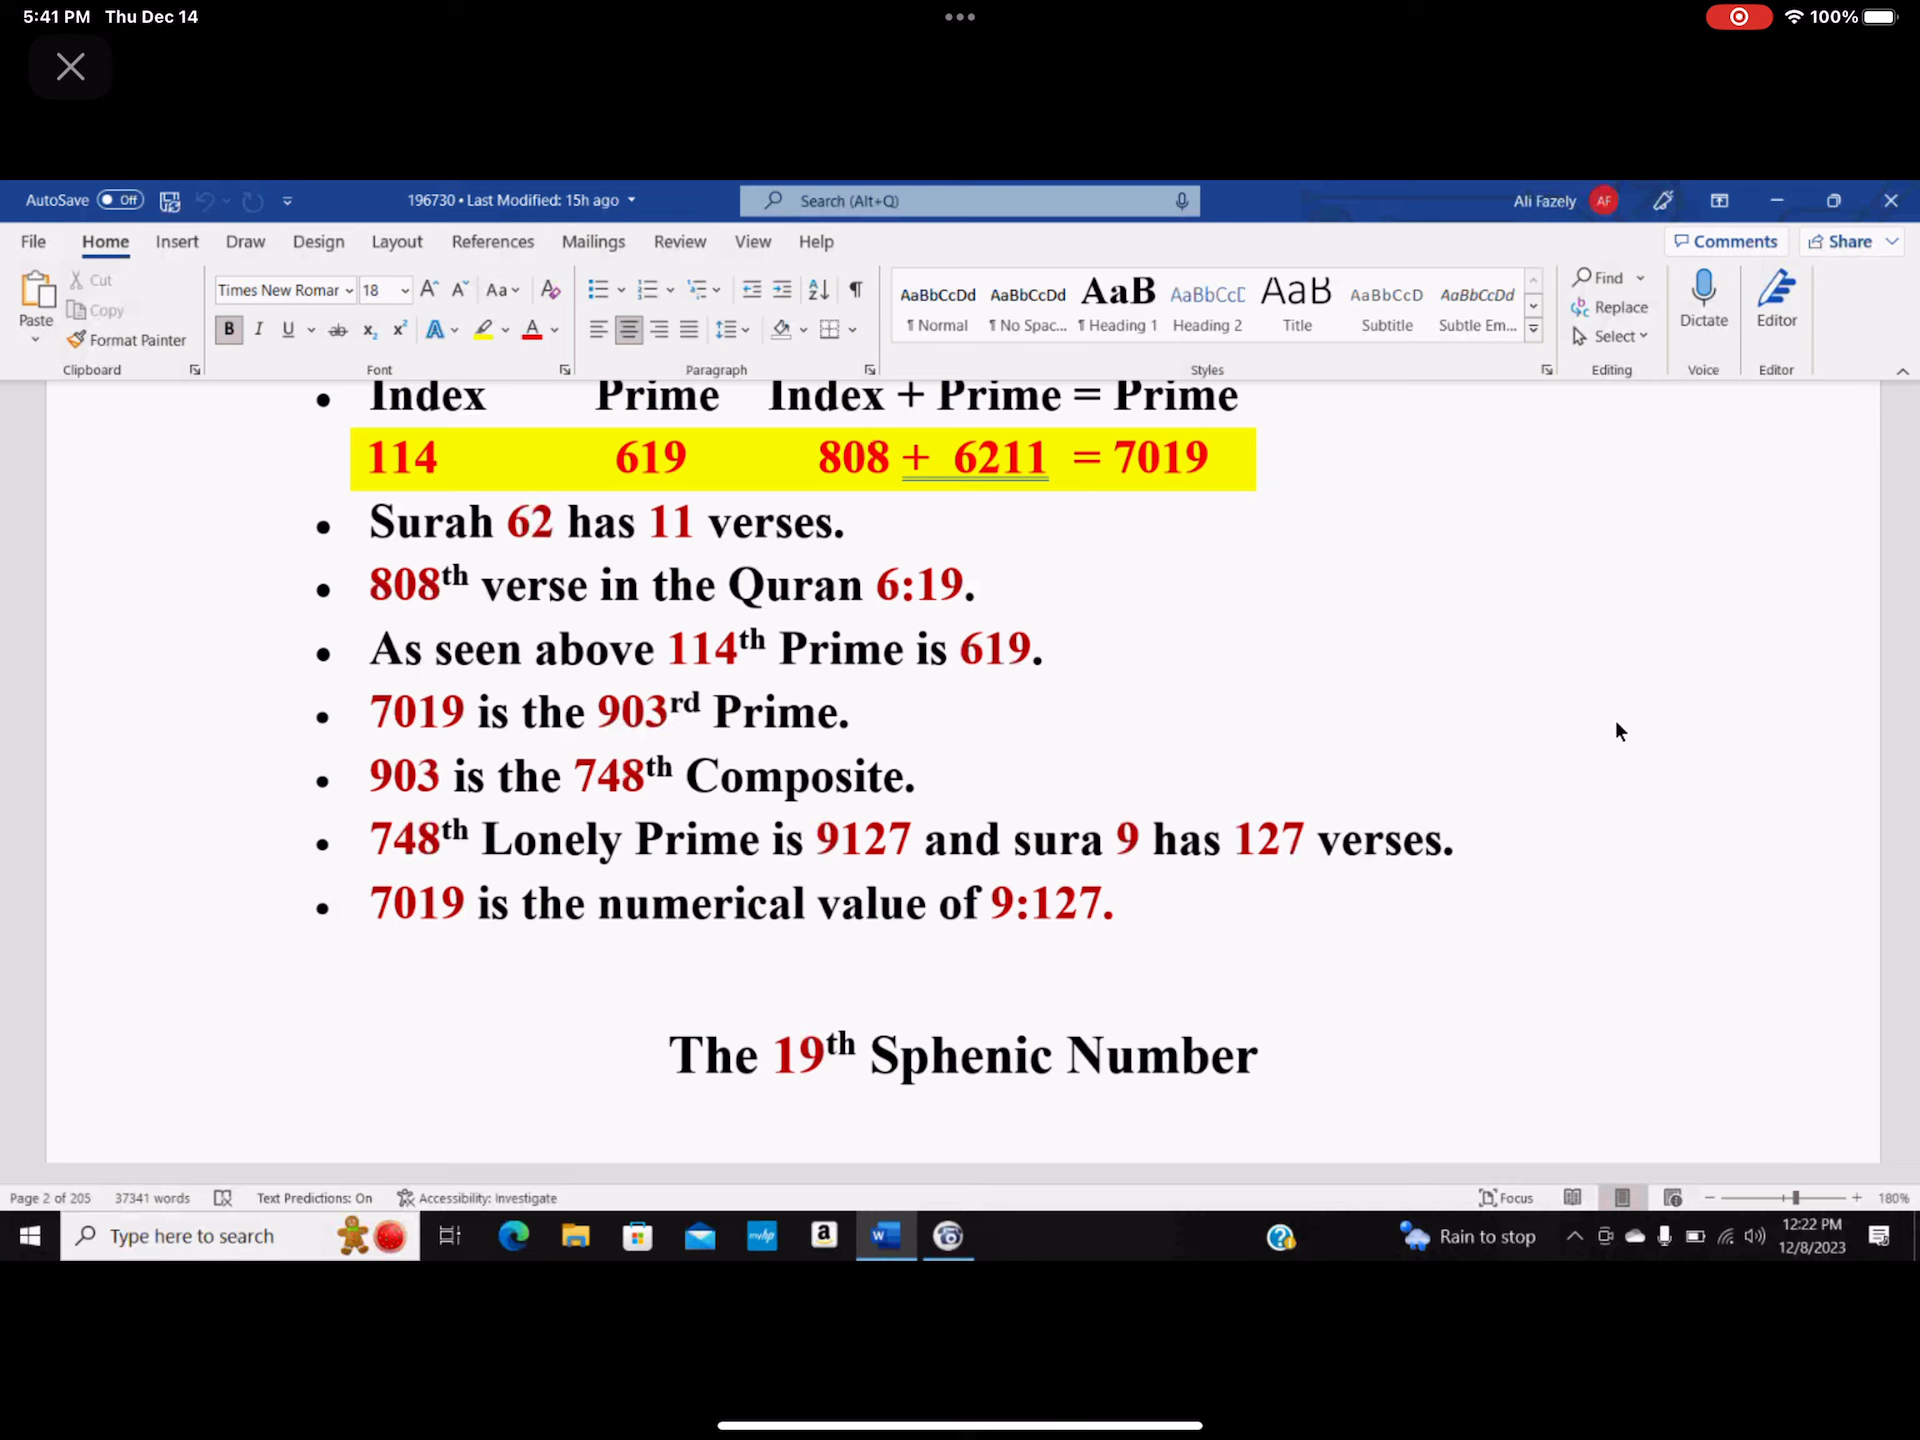 5:41 PM Thu Dec 14
100%
AutoSave Off
196730 • Last Modified: 15h ago
Search (Alt+Q)
Ali Fazely AF
File Home Insert Draw Design Layout References Mailings Review View Help
Comments Share
Paste
Cut
Copy
Format Painter
Clipboard
Times New Romar 18
Font
Paragraph
AaBbCcDd AaBbCcDd AaB AaBbCcC AaB AaBbCcD AaBbCcDd
¶ Normal ¶ No Spac... ¶ Heading 1 Heading 2 Title Subtitle Subtle Em...
Styles
Find
Replace
Select
Editing
Dictate
Voice
Editor
Editor
• Index Prime Index + Prime = Prime
114 619 808 + 6211 = 7019
• Surah 62 has 11 verses.
• 808th verse in the Quran 6:19.
• As seen above 114th Prime is 619.
• 7019 is the 903rd Prime.
• 903 is the 748th Composite.
• 748th Lonely Prime is 9127 and sura 9 has 127 verses.
• 7019 is the numerical value of 9:127.
The 19th Sphenic Number
Page 2 of 205 37341 words Text Predictions: On Accessibility: Investigate
Focus 180%
Type here to search
myhp
a
W
Rain to stop
12:22 PM
12/8/2023